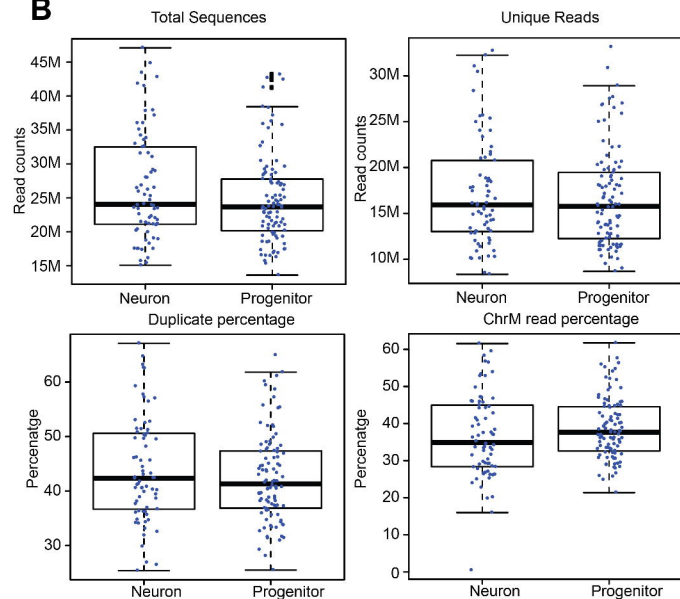 B
Total Sequences
Unique Reads
Read counts
45M
40M
35M
30M
25M
20M
15M
Neuron
Progenitor
Read counts
30M
25M
20M
15M
10M
Neuron
Progenitor
Duplicate percentage
ChrM read percentage
Percenatge
60
50
40
30
Neuron
Progenitor
Percenatge
60
50
40
30
20
10
0
Neuron
Progenitor